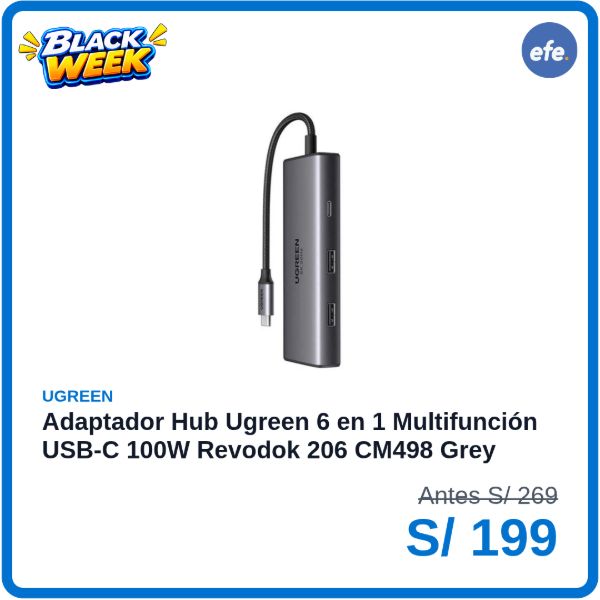 BLACK
WEEK
efe.
UGREEN
UGREEN
Adaptador Hub Ugreen 6 en 1 Multifunción
USB-C 100W Revodok 206 CM498 Grey
Antes S/ 269
S/ 199